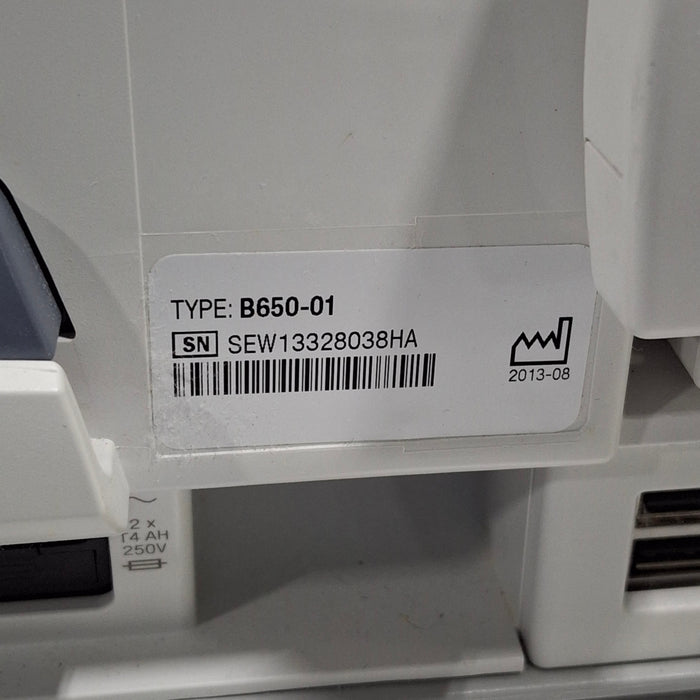 TYPE: B650-01
SN SEW13328038HA
2013-08
2 x
T4 AH
250V